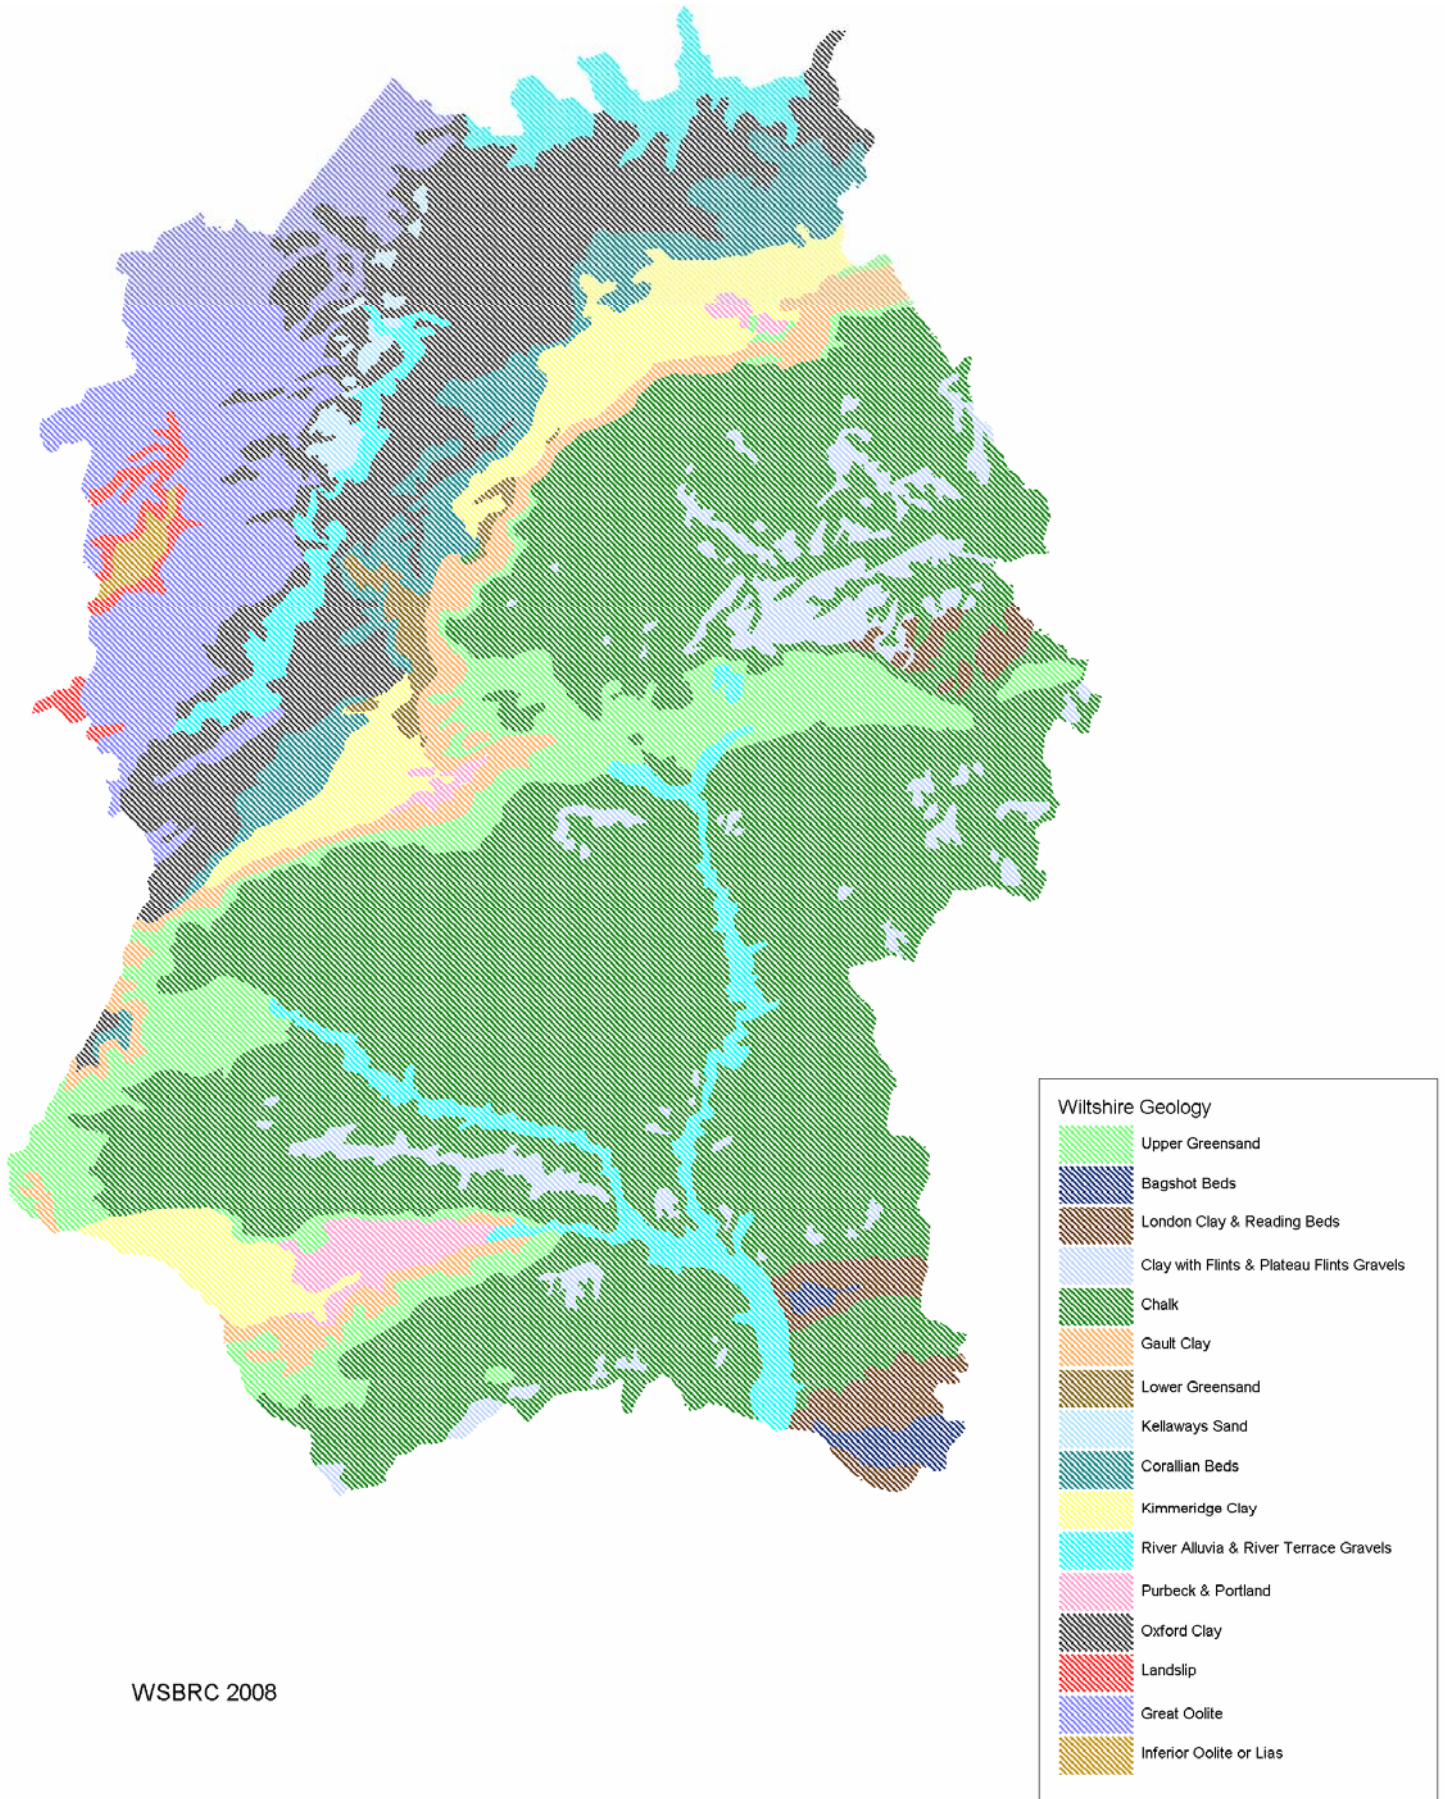 Wiltshire Geology
Upper Greensand
Bagshot Beds
London Clay & Reading Beds
Clay with Flints & Plateau Flints Gravels
Chalk
Gault Clay
Lower Greensand
Kellaways Sand
Corallian Beds
Kimmeridge Clay
River Alluvia & River Terrace Gravels
Purbeck & Portland
Oxford Clay
Landslip
Great Oolite
Inferior Oolite or Lias
WSBRC 2008